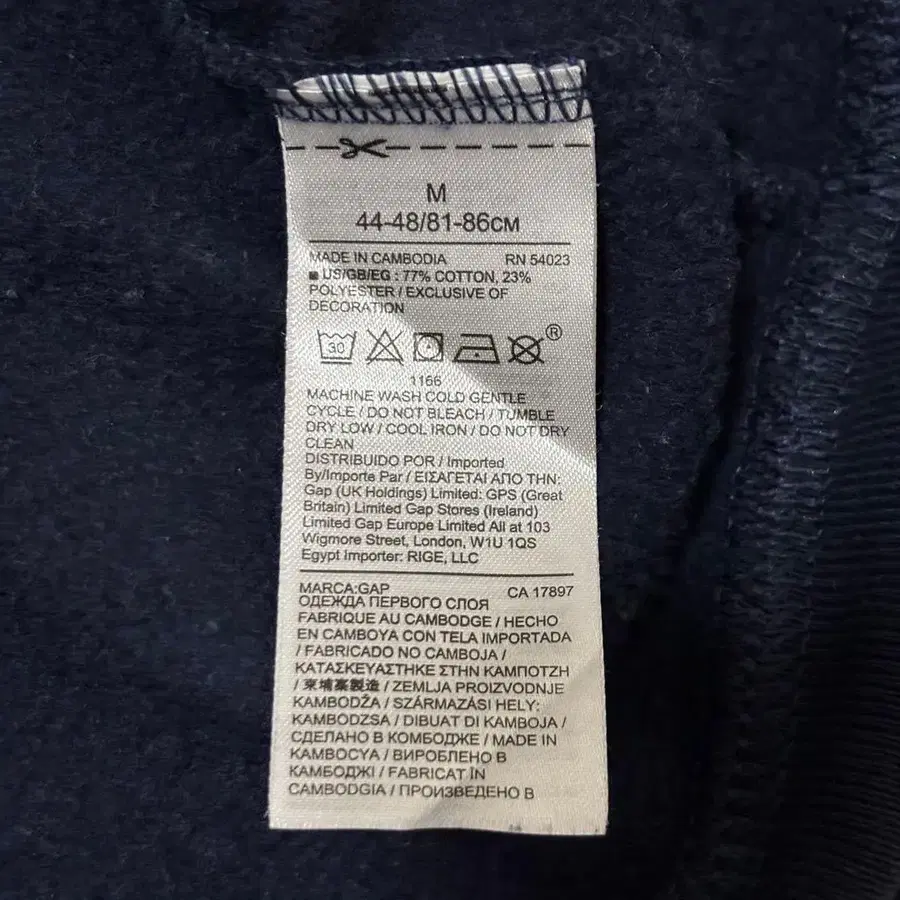 M
44-48/81-86CM
MADE IN CAMBODIA RN 54023
■ US/GB/EG : 77% COTTON, 23%
POLYESTER / EXCLUSIVE OF
DECORATION
30 ®
1166
MACHINE WASH COLD GENTLE
CYCLE / DO NOT BLEACH / TUMBLE
DRY LOW / COOL IRON / DO NOT DRY
CLEAN
DISTRIBUIDO POR / Imported
By/Importe Par / ΕΙΣΑΓΕΤΑΙ ΑΠΟ ΤΗΝ:
Gap (UK Holdings) Limited: GPS (Great
Britain) Limited Gap Stores (Ireland)
Limited Gap Europe Limited All at 103
Wigmore Street, London, W1U 1QS
Egypt Importer: RIGE, LLC
MARCA:GAP CA 17897
ОДЕЖДА ПЕРВОГО СЛОЯ
FABRIQUE AU CAMBODGE / HECHO
EN CAMBOYA CON TELA IMPORTADA
/ FABRICADO NO CAMBOJA /
ΚΑΤΑΣΚΕΥΑΣΤΗΚΕ ΣΤΗΝ ΚΑΜΠΟΤΖΗ
/ 柬埔寨製造 / ZEMLJA PROIZVODNJE
KAMBODŽA / SZÁRMAZÁSI HELY:
KAMBODZSA / DIBUAT DI KAMBOJA /
СДЕЛАНО В КОМБОДЖЕ / MADE IN
KAMBOCYA / ВИРОБЛЕНО В
КАМБОДЖІ / FABRICAT ÎN
CAMBODGIA / ПРОИЗВЕДЕНО В